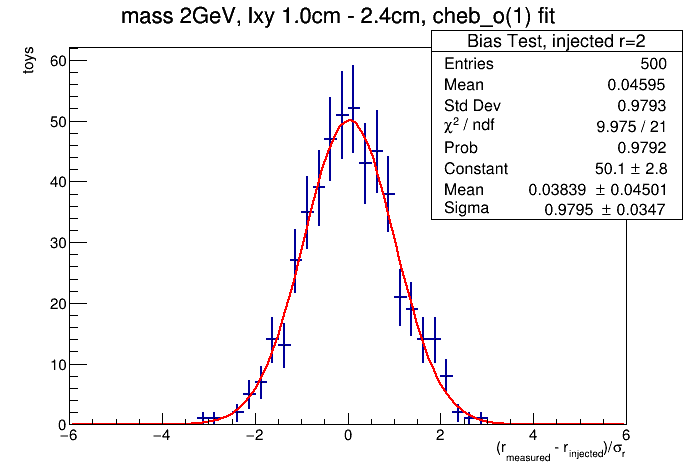 mass 2GeV, lxy 1.0cm - 2.4cm, cheb_o(1) fit
Bias Test, injected r=2
Entries 500
Mean 0.04595
Std Dev 0.9793
χ² / ndf 9.975 / 21
Prob 0.9792
Constant 50.1 ± 2.8
Mean 0.03839 ± 0.04501
Sigma 0.9795 ± 0.0347
toys
60
50
40
30
20
10
0
−6 −4 −2 0 2 4 6
(r_measured - r_injected)/σ_r